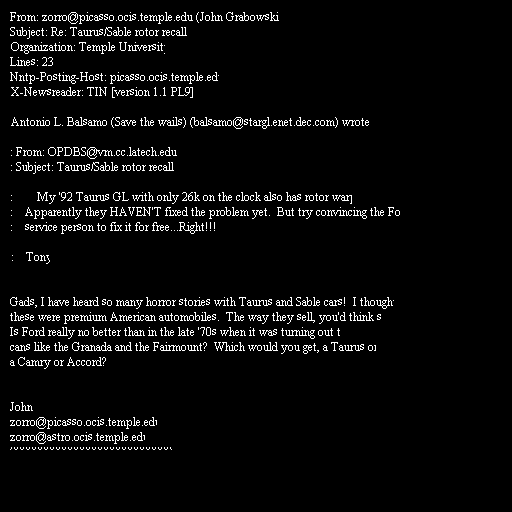 From: zorro@picasso.ocis.temple.edu (John Grabowski
Subject: Re: Taurus/Sable rotor recall
Organization: Temple University
Lines: 23
Nntp-Posting-Host: picasso.ocis.temple.ed
X-Newsreader: TIN [version 1.1 PL9]
Antonio L. Balsamo (Save the wails) (balsamo@stargl.enet.dec.com) wrote
: From: OPDBS@vm.cc.latech.edu
: Subject: Taurus/Sable rotor recall
: My '92 Taurus GL with only 26k on the clock also has rotor warp
: Apparently they HAVEN'T fixed the problem yet. But try convincing the Fo
: service person to fix it for free...Right!!!
: Tony
Gads, I have heard so many horror stories with Taurus and Sable cars! I though
these were premium American automobiles. The way they sell, you'd think s
Is Ford really no better than in the late '70s when it was turning out t
cans like the Granada and the Fairmount? Which would you get, a Taurus or
a Camry or Accord?
John
zorro@picasso.ocis.temple.edu
zorro@astro.ocis.temple.edu